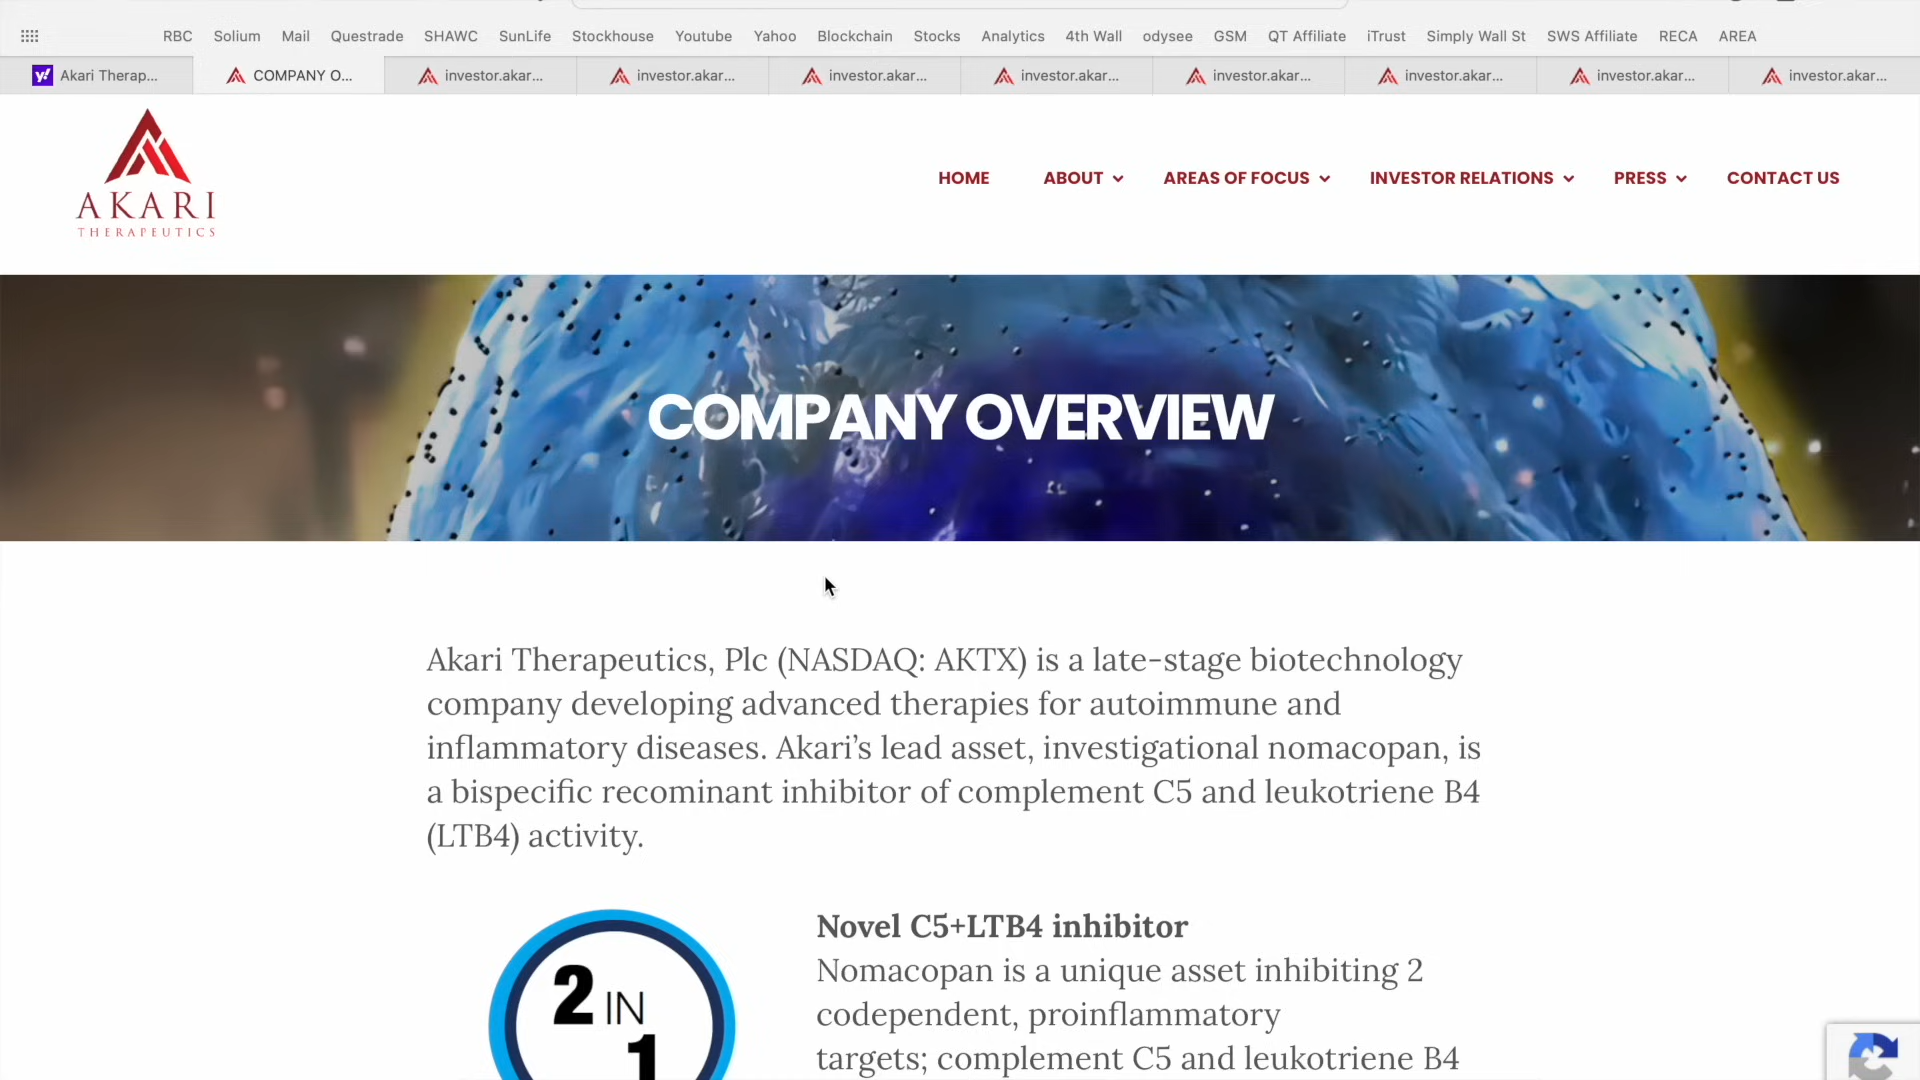 RBC Solium Mail Questrade SHAWC SunLife Stockhouse Youtube Yahoo Blockchain Stocks Analytics 4th Wall odysee GSM QT Affiliate iTrust Simply Wall St SWS Affiliate RECA AREA
y! Akari Therap... COMPANY O... investor.akar... investor.akar... investor.akar... investor.akar... investor.akar... investor.akar... investor.akar... investor.akar...
AKARI
THERAPEUTICS
HOME ABOUT AREAS OF FOCUS INVESTOR RELATIONS PRESS CONTACT US
COMPANY OVERVIEW
Akari Therapeutics, Plc (NASDAQ: AKTX) is a late-stage biotechnology
company developing advanced therapies for autoimmune and
inflammatory diseases. Akari’s lead asset, investigational nomacopan, is
a bispecific recominant inhibitor of complement C5 and leukotriene B4
(LTB4) activity.
2 IN
1
Novel C5+LTB4 inhibitor
Nomacopan is a unique asset inhibiting 2
codependent, proinflammatory
targets; complement C5 and leukotriene B4